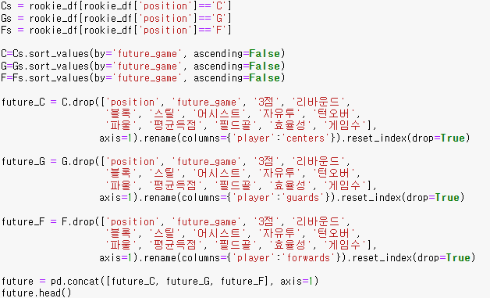 Cs = rookie_df[rookie_df['position']=='C']
Gs = rookie_df[rookie_df['position']=='G']
Fs = rookie_df[rookie_df['position']=='F']
C=Cs.sort_values(by='future_game', ascending=False)
G=Gs.sort_values(by='future_game', ascending=False)
F=Fs.sort_values(by='future_game', ascending=False)
future_C = C.drop(['position', 'future_game', '3점', '리바운드',
'블록', '스틸', '어시스트', '자유투', '턴오버',
'파울', '평균득점', '필드골', '효율성', '게임수'],
axis=1).rename(columns={'player':'centers'}).reset_index(drop=True)
future_G = G.drop(['position', 'future_game', '3점', '리바운드',
'블록', '스틸', '어시스트', '자유투', '턴오버',
'파울', '평균득점', '필드골', '효율성', '게임수'],
axis=1).rename(columns={'player':'guards'}).reset_index(drop=True)
future_F = F.drop(['position', 'future_game', '3점', '리바운드',
'블록', '스틸', '어시스트', '자유투', '턴오버',
'파울', '평균득점', '필드골', '효율성', '게임수'],
axis=1).rename(columns={'player':'forwards'}).reset_index(drop=True)
future = pd.concat([future_C, future_G, future_F], axis=1)
future.head()